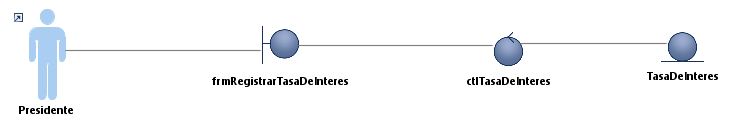 frmRegistrarTasaDeInteres
ctlTasaDeInteres
TasaDeInteres
Presidente